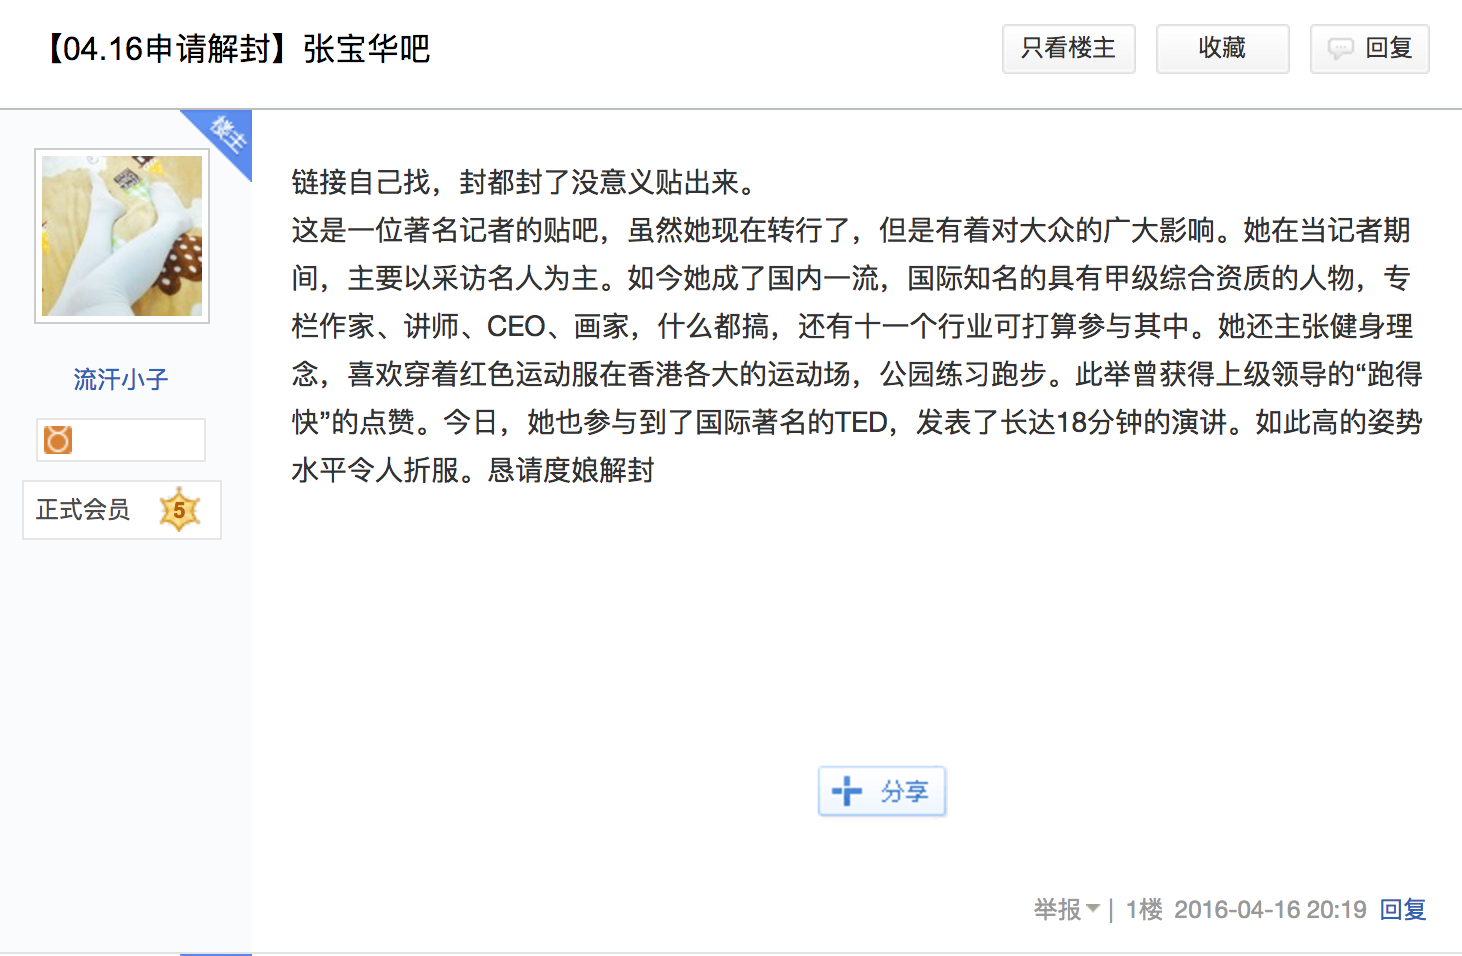 【04.16申请解封】张宝华吧
只看楼主
收藏
回复
楼主
链接自己找，封都封了没意义贴出来。
这是一位著名记者的贴吧，虽然她现在转行了，但是有着对大众的广大影响。她在当记者期
间，主要以采访名人为主。如今她成了国内一流，国际知名的具有甲级综合资质的人物，专
栏作家、讲师、CEO、画家，什么都搞，还有十一个行业可打算参与其中。她还主张健身理
念，喜欢穿着红色运动服在香港各大的运动场，公园练习跑步。此举曾获得上级领导的“跑得
快”的点赞。今日，她也参与到了国际著名的TED，发表了长达18分钟的演讲。如此高的姿势
水平令人折服。恳请度娘解封
流汗小子
正式会员 5
分享
举报 | 1楼 2016-04-16 20:19 回复